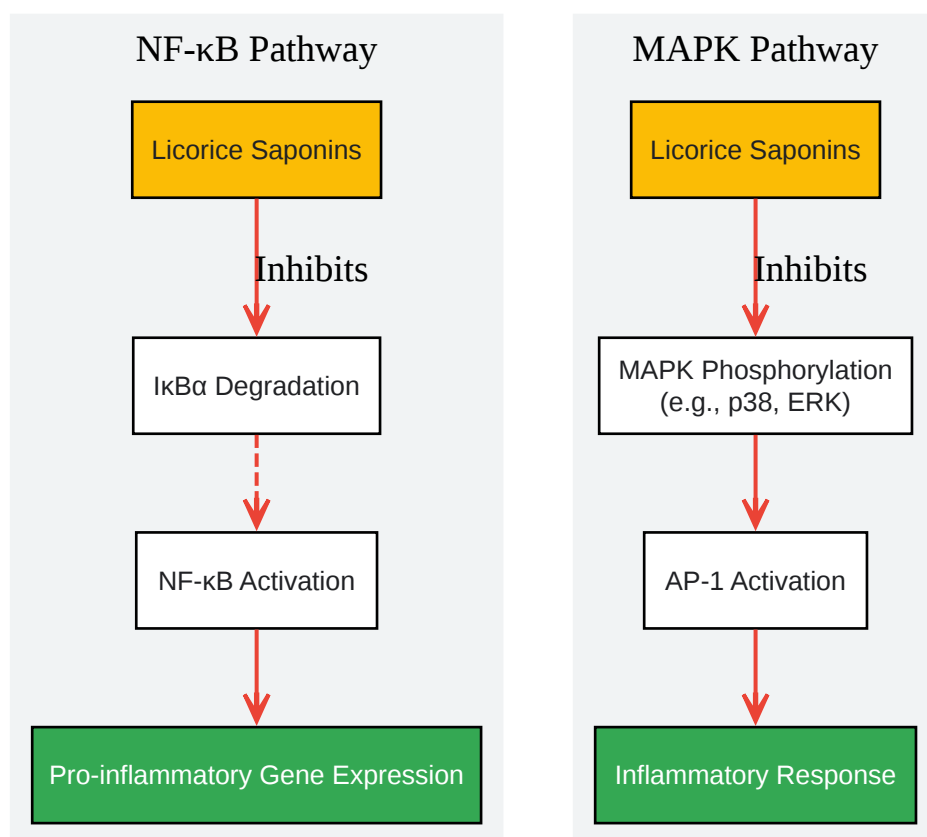 NF-κB Pathway
Licorice Saponins
Inhibits
IκBα Degradation
NF-κB Activation
Pro-inflammatory Gene Expression
MAPK Pathway
Licorice Saponins
Inhibits
MAPK Phosphorylation
(e.g., p38, ERK)
AP-1 Activation
Inflammatory Response